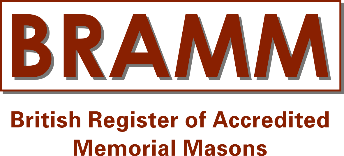 BRAMM
British Register of Accredited
Memorial Masons